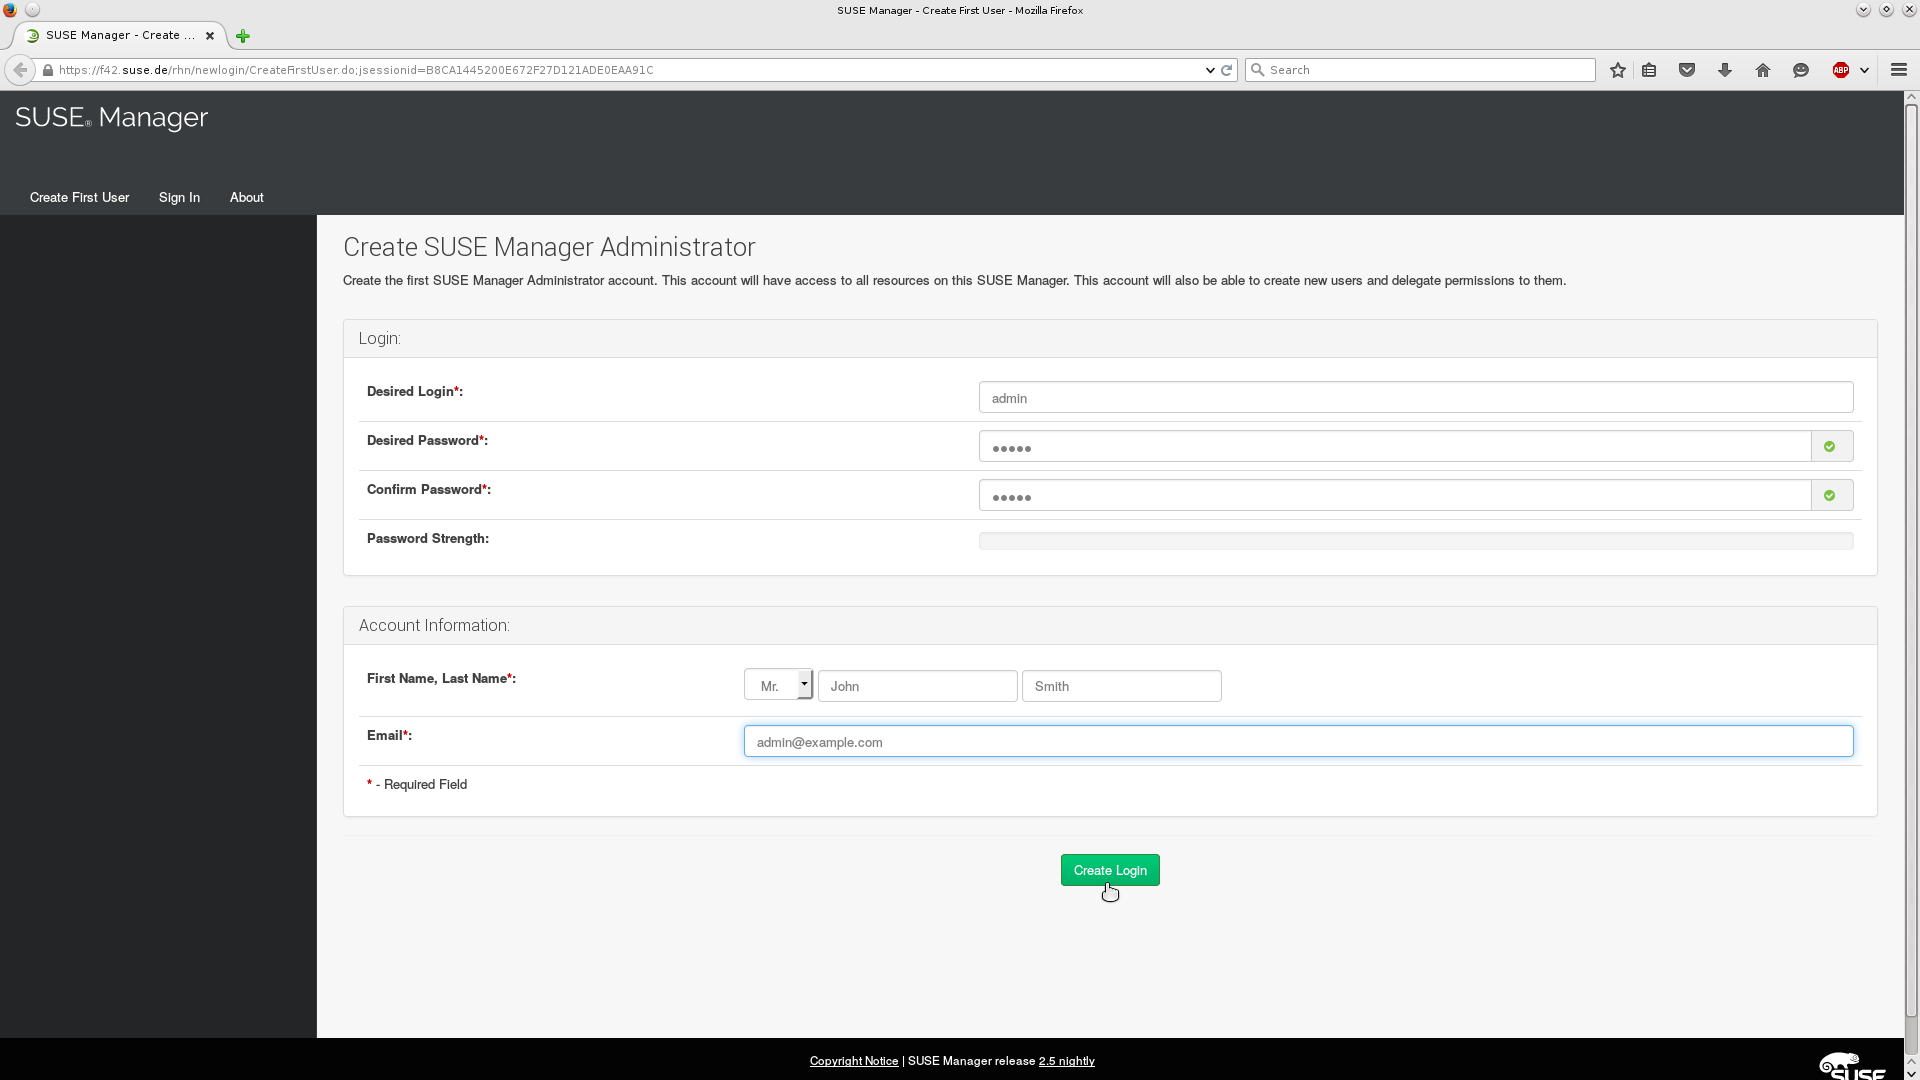 SUSE Manager - Create First User - Mozilla Firefox
SUSE Manager - Create ...
https://f42.suse.de/rhn/newlogin/CreateFirstUser.do;jsessionid=B8CA1445200E672F27D121ADE0EAA91C
Search
ABP
SUSE® Manager
Create First User Sign In About
Create SUSE Manager Administrator
Create the first SUSE Manager Administrator account. This account will have access to all resources on this SUSE Manager. This account will also be able to create new users and delegate permissions to them.
Login:
Desired Login*: admin
Desired Password*: ●●●●●
Confirm Password*: ●●●●●
Password Strength:
Account Information:
First Name, Last Name*: Mr. John Smith
Email*: admin@example.com
* - Required Field
Create Login
Copyright Notice | SUSE Manager release 2.5 nightly
SUSE